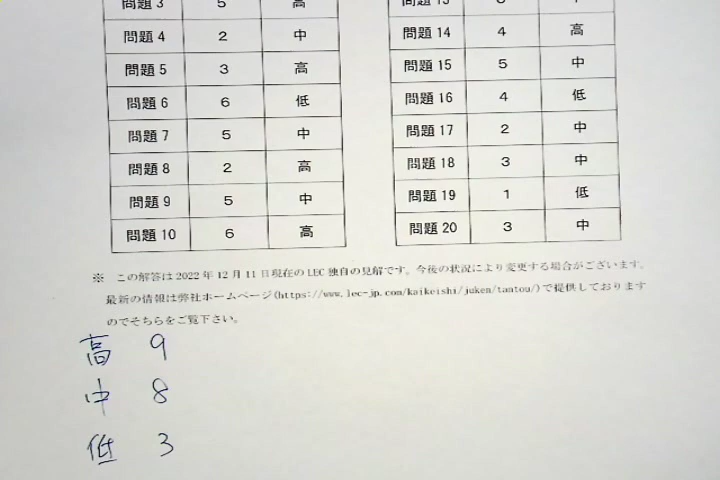 問題 3 5 高
問題 4 2 中
問題 5 3 高
問題 6 6 低
問題 7 5 中
問題 8 2 高
問題 9 5 中
問題 10 6 高
問題 13 中
問題 14 4 高
問題 15 5 中
問題 16 4 低
問題 17 2 中
問題 18 3 中
問題 19 1 低
問題 20 3 中
※ この解答は 2022 年 12 月 11 日現在の LEC 独自の見解です。今後の状況により変更する場合がございます。
最新の情報は弊社ホームページ(https://www.lec-jp.com/kaikeishi/juken/tantou/)で提供しております
のでそちらをご覧下さい。
高 9
中 8
低 3